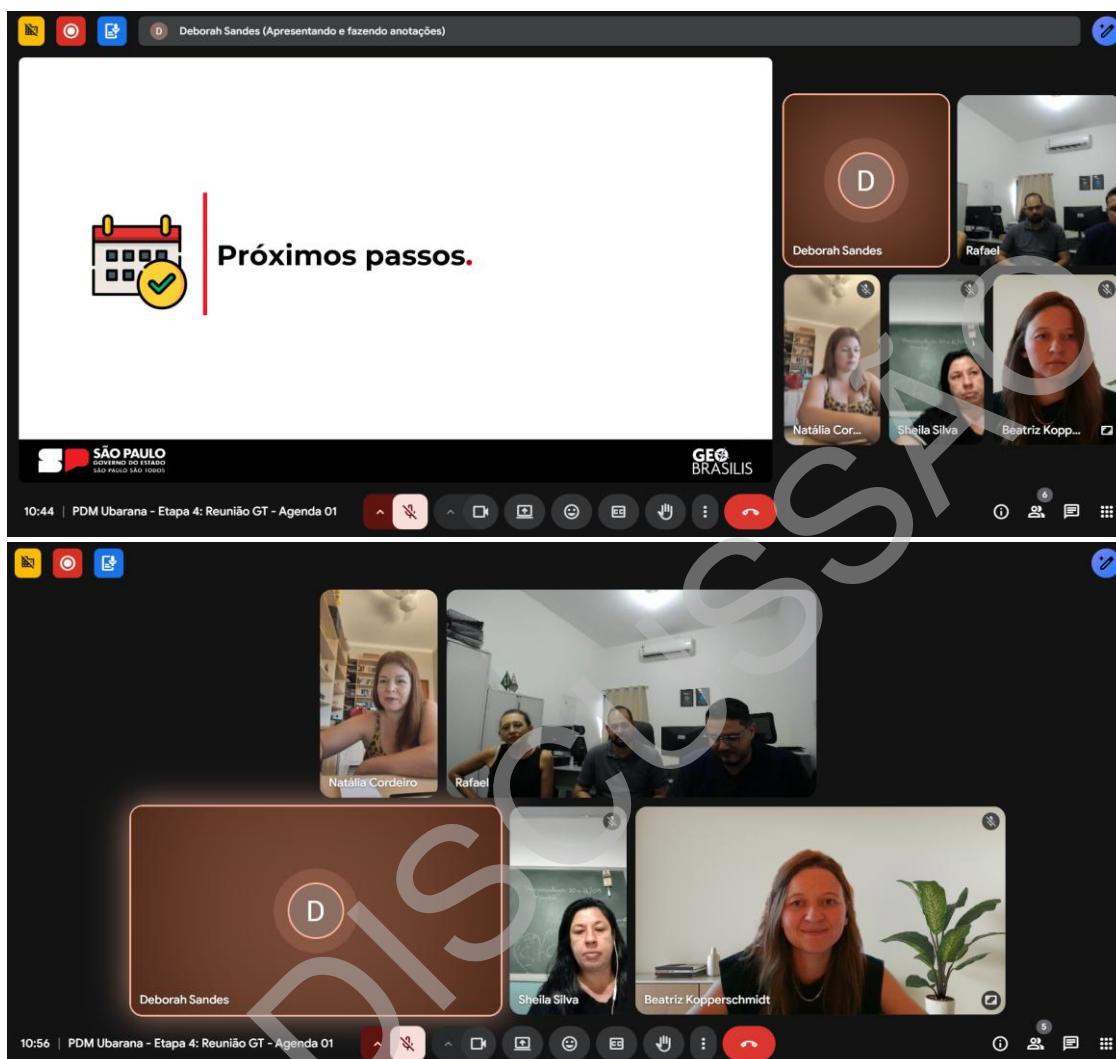 D Deborah Sandes (Apresentando e fazendo anotações)
Próximos passos.
D
Deborah Sandes
Rafael
Natália Cor...
Sheila Silva
Beatriz Kopp...
SÃO PAULO
GOVERNO DO ESTADO
SÃO PAULO SÃO TODOS
GEO
BRASILIS
10:44 | PDM Ubarana - Etapa 4: Reunião GT - Agenda 01
6
Natália Cordeiro
Rafael
D
Deborah Sandes
Sheila Silva
Beatriz Kopperschmidt
10:56 | PDM Ubarana - Etapa 4: Reunião GT - Agenda 01
5
DISCUSSÃO